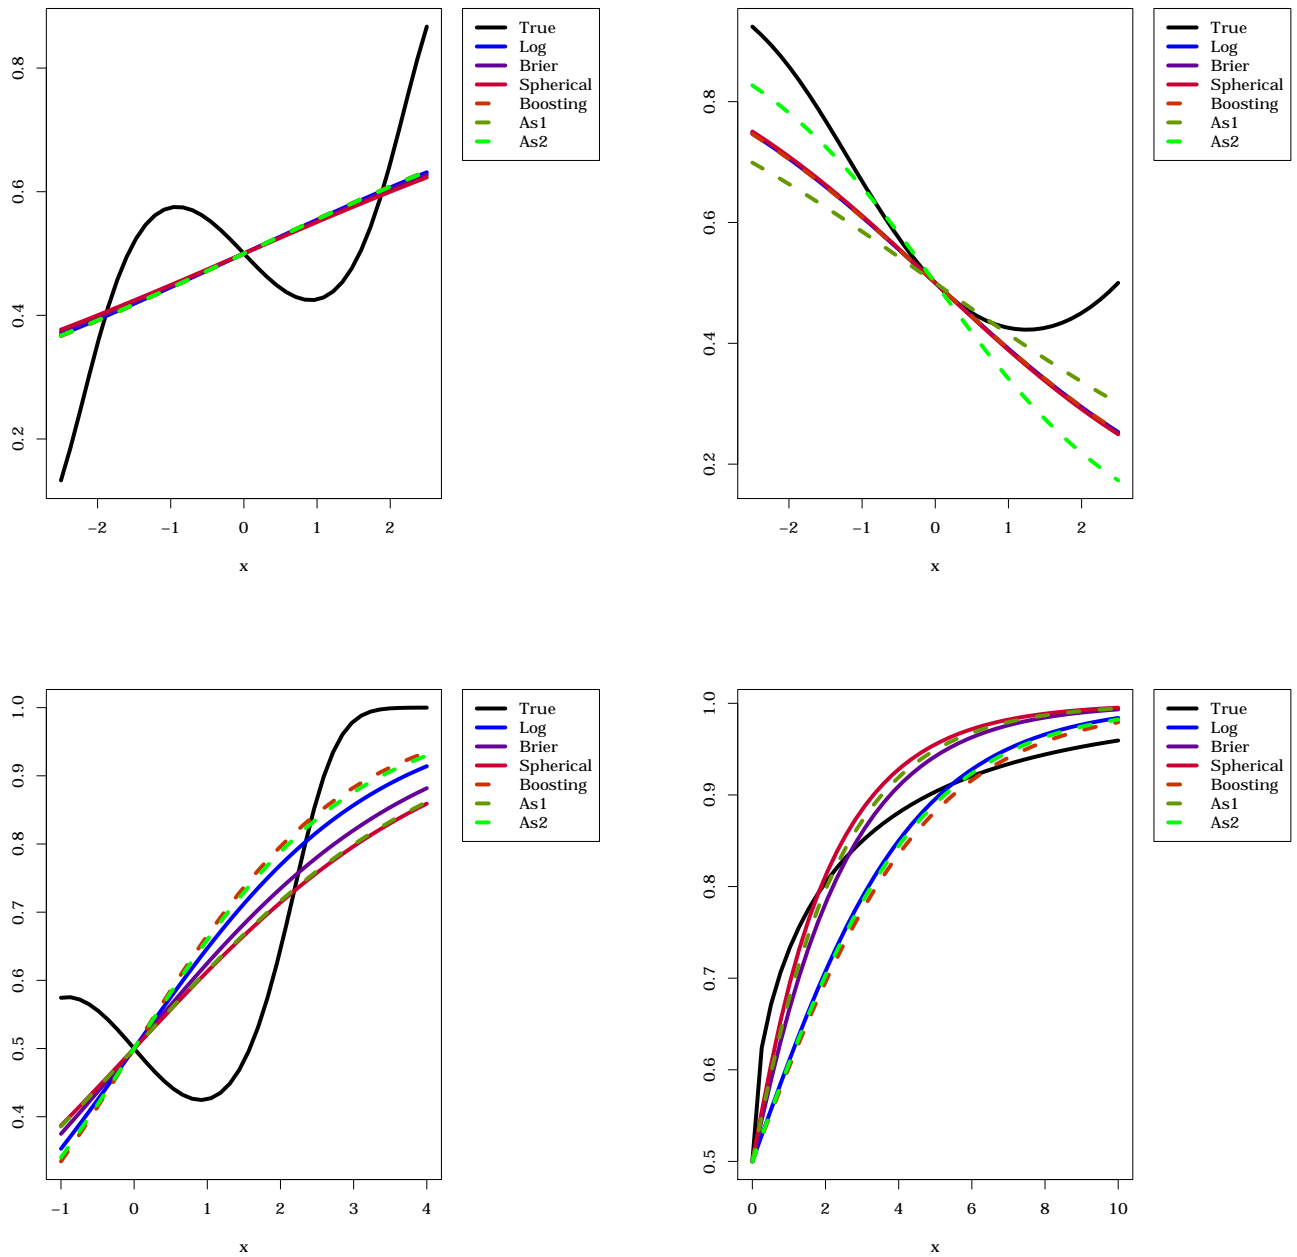 True
Log
Brier
Spherical
Boosting
As1
As2
0.8
0.6
0.4
0.2
−2
−1
0
1
2
x
True
Log
Brier
Spherical
Boosting
As1
As2
0.8
0.6
0.4
0.2
−2
−1
0
1
2
x
True
Log
Brier
Spherical
Boosting
As1
As2
1.0
0.9
0.8
0.7
0.6
0.5
0.4
−1
0
1
2
3
4
x
True
Log
Brier
Spherical
Boosting
As1
As2
1.0
0.9
0.8
0.7
0.6
0.5
0
2
4
6
8
10
x